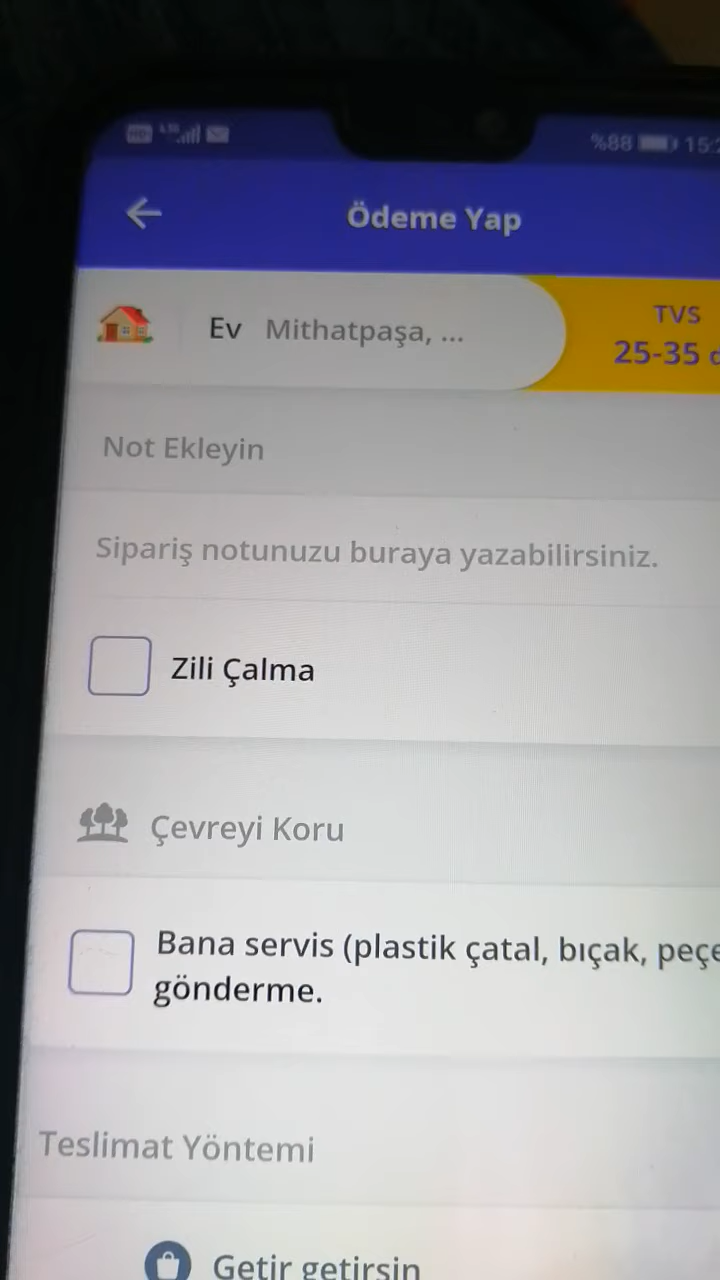 %88
Ödeme Yap
Ev Mithatpaşa, ...
TVS
25-35
Not Ekleyin
Sipariş notunuzu buraya yazabilirsiniz.
Zili Çalma
Çevreyi Koru
Bana servis (plastik çatal, bıçak, peçe
gönderme.
Teslimat Yöntemi
Getir getirsin